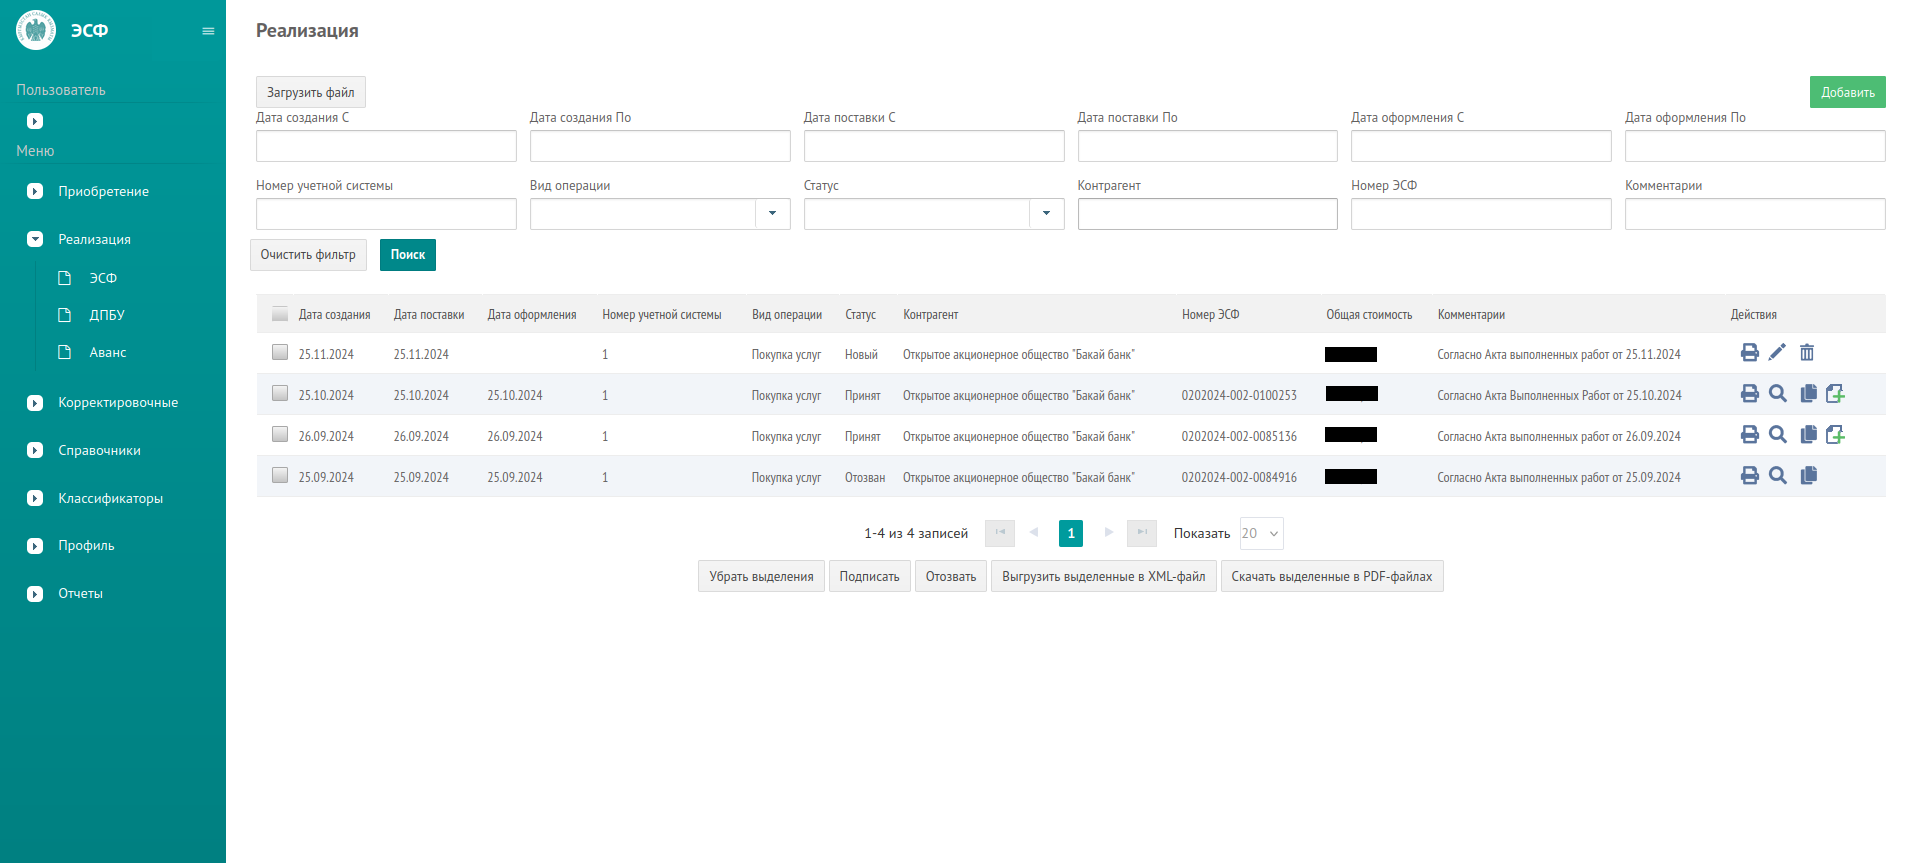 ЭСФ
Реализация
Пользователь
Загрузить файл
Добавить
Дата создания С
Дата создания По
Дата поставки С
Дата поставки По
Дата оформления С
Дата оформления По
Меню
Приобретение
Номер учетной системы
Вид операции
Статус
Контрагент
Номер ЭСФ
Комментарии
Реализация
Очистить фильтр
Поиск
ЭСФ
ДПБУ
Аванс
Корректировочные
Справочники
Классификаторы
Профиль
Отчеты
Дата создания Дата поставки Дата оформления Номер учетной системы Вид операции Статус Контрагент Номер ЭСФ Общая стоимость Комментарии Действия
25.11.2024 25.11.2024 1 Покупка услуг Новый Открытое акционерное общество "Бакай банк" Согласно Акта выполненных работ от 25.11.2024
25.10.2024 25.10.2024 25.10.2024 1 Покупка услуг Принят Открытое акционерное общество "Бакай банк" 0202024-002-0100253 Согласно Акта Выполненных Работ от 25.10.2024
26.09.2024 26.09.2024 26.09.2024 1 Покупка услуг Принят Открытое акционерное общество "Бакай банк" 0202024-002-0085136 Согласно Акта выполненных работ от 26.09.2024
25.09.2024 25.09.2024 25.09.2024 1 Покупка услуг Отозван Открытое акционерное общество "Бакай банк" 0202024-002-0084916 Согласно Акта выполненных работ от 25.09.2024
1-4 из 4 записей 1 Показать 20
Убрать выделения
Подписать
Отозвать
Выгрузить выделенные в XML-файл
Скачать выделенные в PDF-файлах